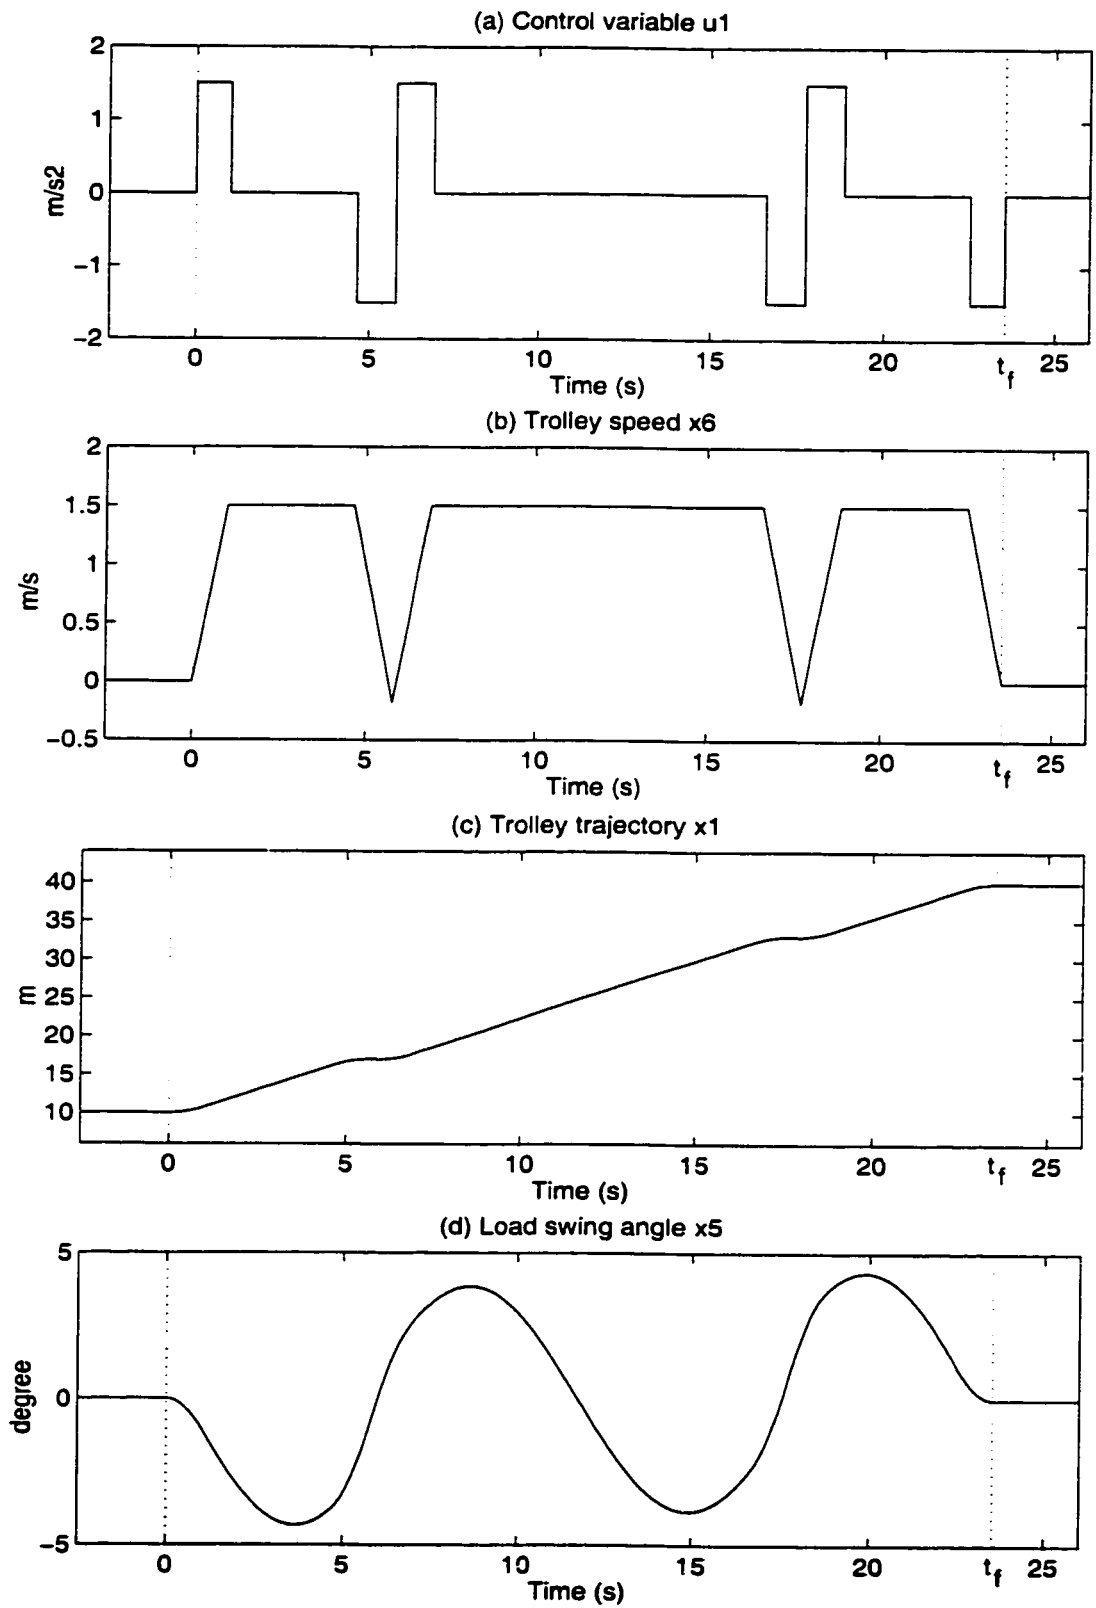 (a) Control variable u1
2
1
0
−1
−2
m/s2
0 5 10 15 20 t_f 25
Time (s)
(b) Trolley speed x6
2
1.5
1
0.5
0
−0.5
m/s
0 5 10 15 20 t_f 25
Time (s)
(c) Trolley trajectory x1
40
35
30
25
20
15
10
m
0 5 10 15 20 t_f 25
Time (s)
(d) Load swing angle x5
5
0
−5
degree
0 5 10 15 20 t_f 25
Time (s)